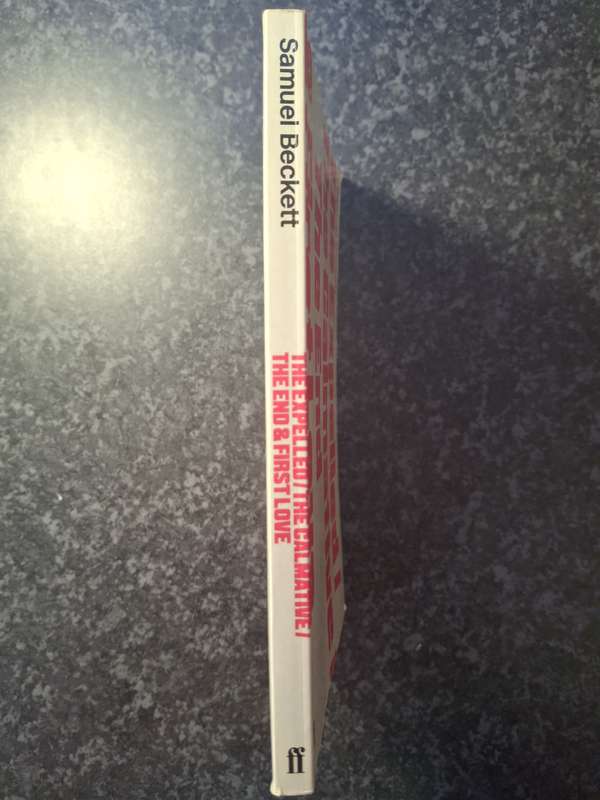 Samuel Beckett
THE EXPELLED / THE CALMATIVE /
THE END & FIRST LOVE
ff